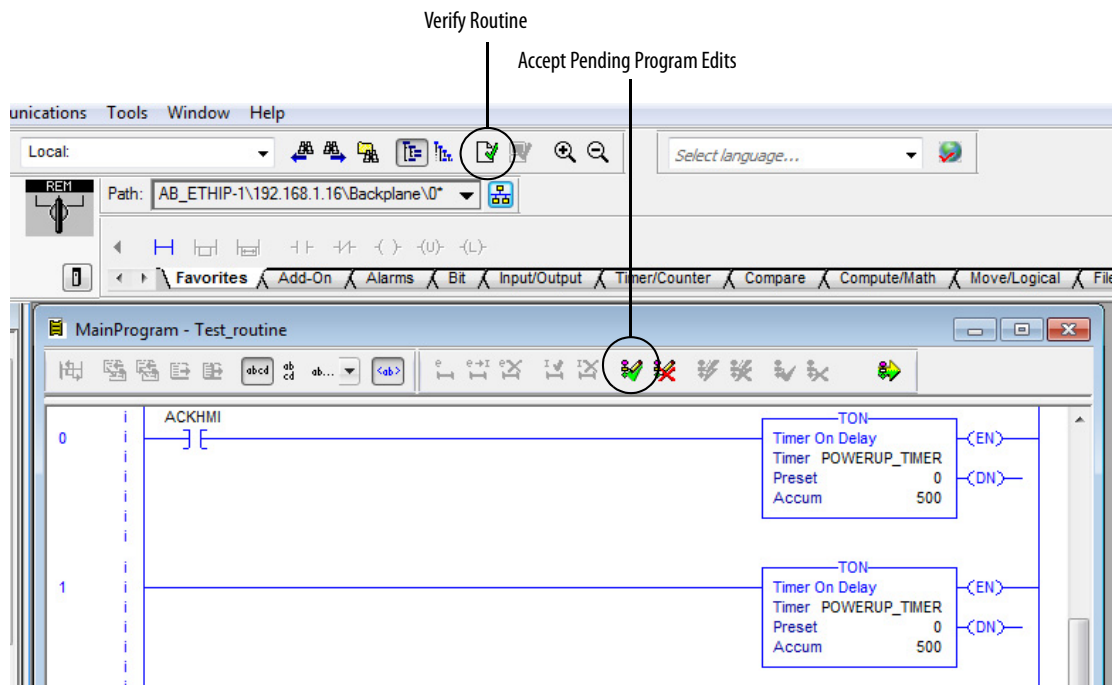 Verify Routine
Accept Pending Program Edits
unications Tools Window Help
Local:
Select language...
REM
Path: AB_ETHIP-1\192.168.1.16\Backplane\0*
Favorites Add-On Alarms Bit Input/Output Timer/Counter Compare Compute/Math Move/Logical File
MainProgram - Test_routine
abcd ab cd ab... <ab>
ACKHMI
0
i
i
i
i
i
i
i
TON
Timer On Delay
Timer POWERUP_TIMER
Preset 0
Accum 500
(EN)
(DN)
1
i
i
i
i
i
i
TON
Timer On Delay
Timer POWERUP_TIMER
Preset 0
Accum 500
(EN)
(DN)